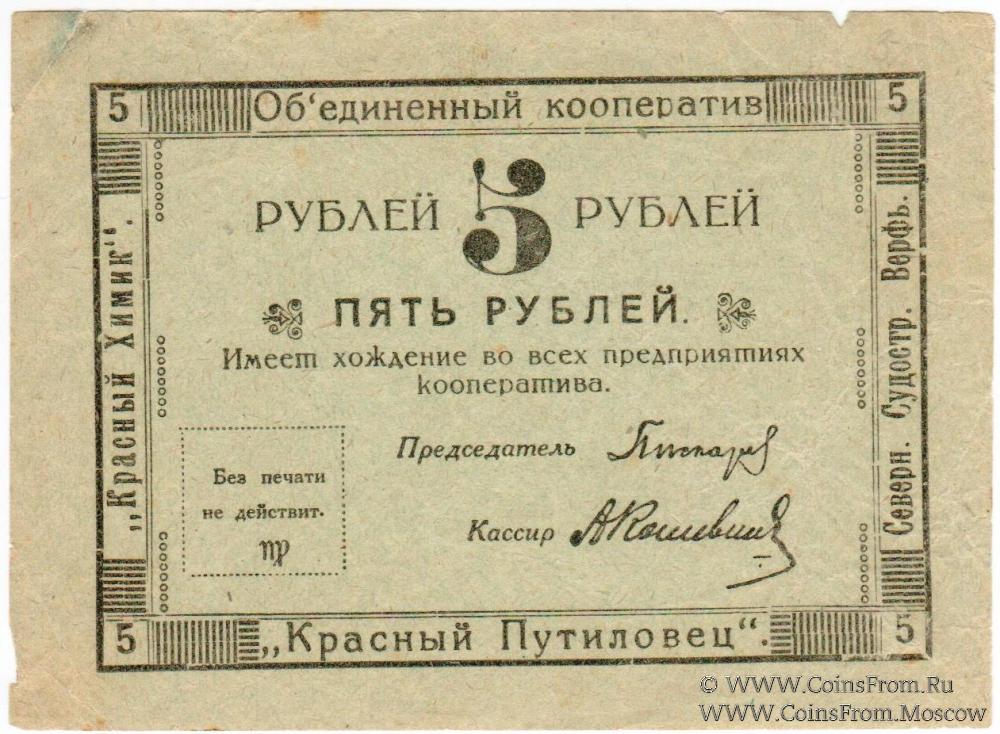 5 Об'единенный кооператив 5
РУБЛЕЙ 5 РУБЛЕЙ
ПЯТЬ РУБЛЕЙ.
Имеет хождение во всех предприятиях
кооператива.
Председатель
Без печати
не действит.
Кассир
„Красный Химик".
Северн. Судостр. Верфь.
5 „Красный Путиловец". 5
© WWW.CoinsFrom.Ru
WWW.CoinsFrom.Moscow